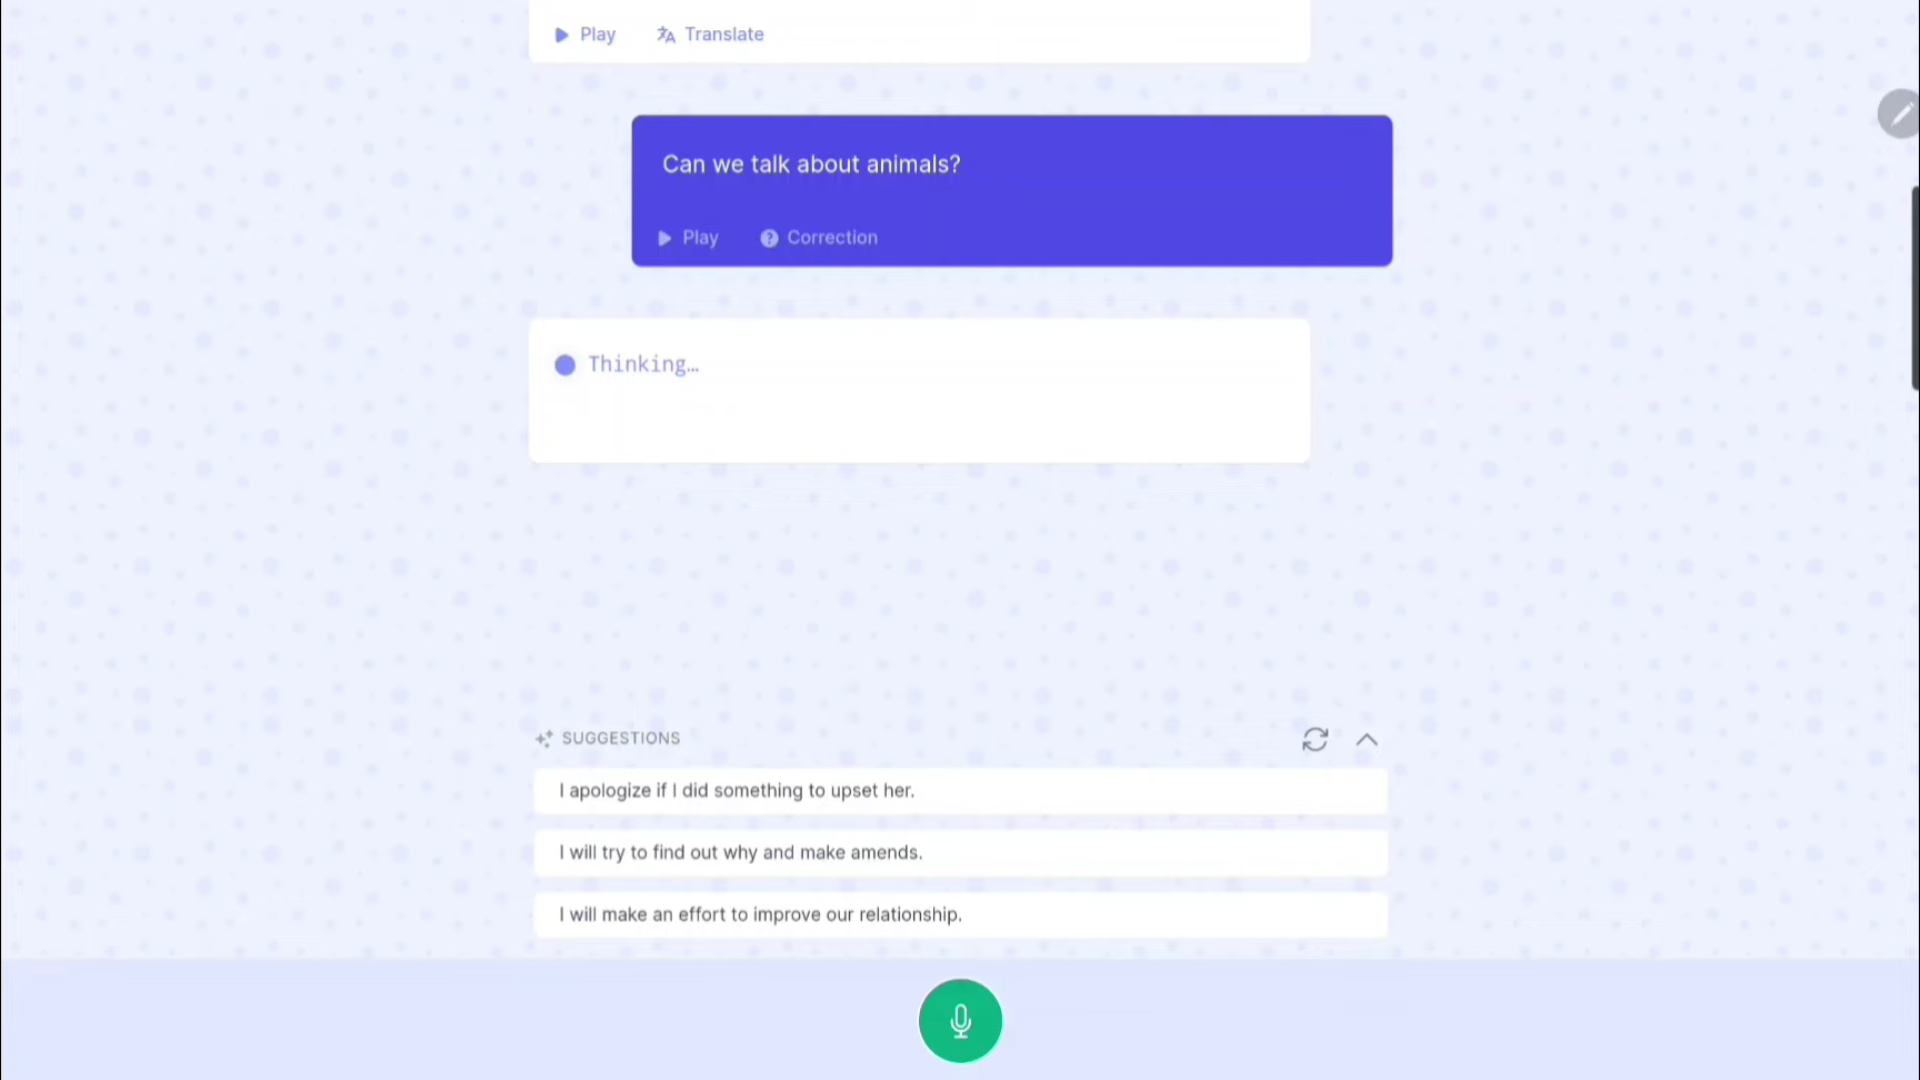 Play Translate
Can we talk about animals?
Play Correction
Thinking…
SUGGESTIONS
I apologize if I did something to upset her.
I will try to find out why and make amends.
I will make an effort to improve our relationship.